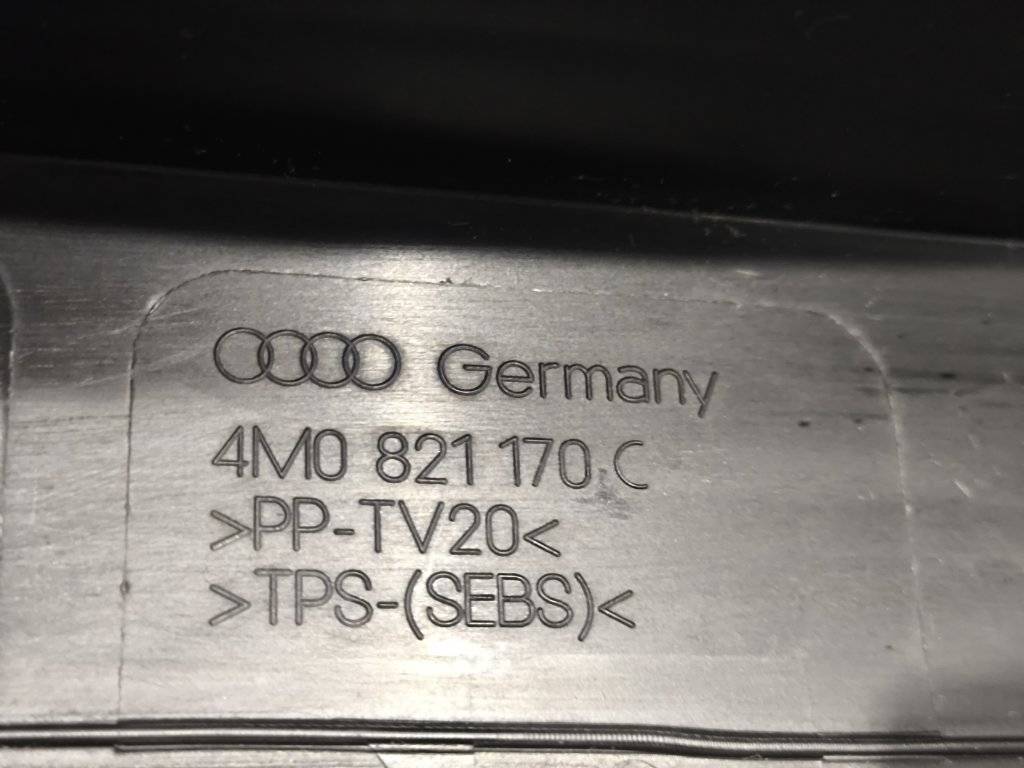 Germany
4M0 821 170 C
>PP-TV20<
>TPS-(SEBS)<